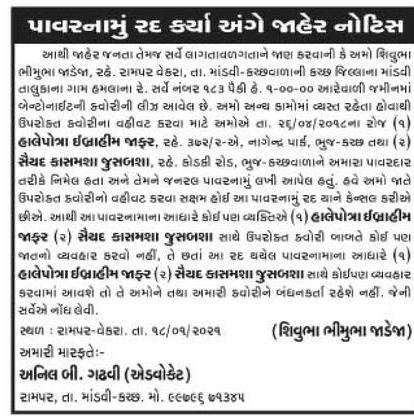 પાવરનામું રદ કર્યા અંગે જાહેર નોટિસ
આથી જાહેર જનતા તેમજ સર્વે લાગતાવળગતાને જાણ કરવાની કે અમો શિવુભા
ભીમુભા જાડેજા, રહે. રામપર વેકરા, તા. માંડવી-કચ્છવાળાની કચ્છ જિલ્લાના માંડવી
તાલુકાના ગામ હમલાના રે. સર્વે નંબર ૧૮૩ પૈકી હે. ૧-૦૦-૦૦ આરેવાળી જમીનમાં
બેન્ટોનાઈટની ક્વોરીની લીઝ આવેલ છે. અમો અન્ય કામોમાં વ્યસ્ત રહેતા હોવાથી
ઉપરોક્ત ક્વોરીના વહીવટ કરવા માટે અમોએ તા. ૨૬/૦૪/૨૦૧૮ના રોજ (૧)
હાલેપોત્રા ઈબ્રાહીમ જાફર, રહે. ૩૭૨/૨-એ, નાગેન્દ્ર પાર્ક, ભુજ-કચ્છ તથા (૨)
સૈયદ કાસમશા જુસબશા, રહે. કોડકી રોડ, ભુજ-કચ્છવાળાને અમારા પાવરદાર
તરીકે નિમેલ હતા અને તેમને જનરલ પાવરનામું લખી આપેલ હતું. હવે અમો જાતે
ઉપરોક્ત ક્વોરીનો વહીવટ કરવા સક્ષમ હોઈ આ પાવરનામું રદ યાને કેન્સલ કરીએ
છીએ. આથી આ પાવરનામાના આધારે કોઈ પણ વ્યક્તિએ (૧) હાલેપોત્રા ઈબ્રાહીમ
જાફર (૨) સૈયદ કાસમશા જુસબશા સાથે ઉપરોક્ત ક્વોરી બાબતે કોઈ પણ
જાતનો વ્યવહાર કરવો નહીં, તે છતાં આ રદ થયેલ પાવરનામાના આધારે (૧)
હાલેપોત્રા ઈબ્રાહીમ જાફર (૨) સૈયદ કાસમશા જુસબશા સાથે કોઈપણ વ્યવહાર
કરવામાં આવશે તો તે અમોને તથા અમારી ક્વોરીને બંધનકર્તા રહેશે નહીં. જેની
સર્વેએ નોંધ લેવી.
સ્થળ : રામપર-વેકરા. તા. ૧૮/૦૧/૨૦૨૧ (શિવુભા ભીમુભા જાડેજા)
અમારી મારફતે:-
અનિલ બી. ગઢવી (એડવોકેટ)
રામપર, તા. માંડવી-કચ્છ. મો. ૯૭૨૭૬ ૭૧૩૪૫